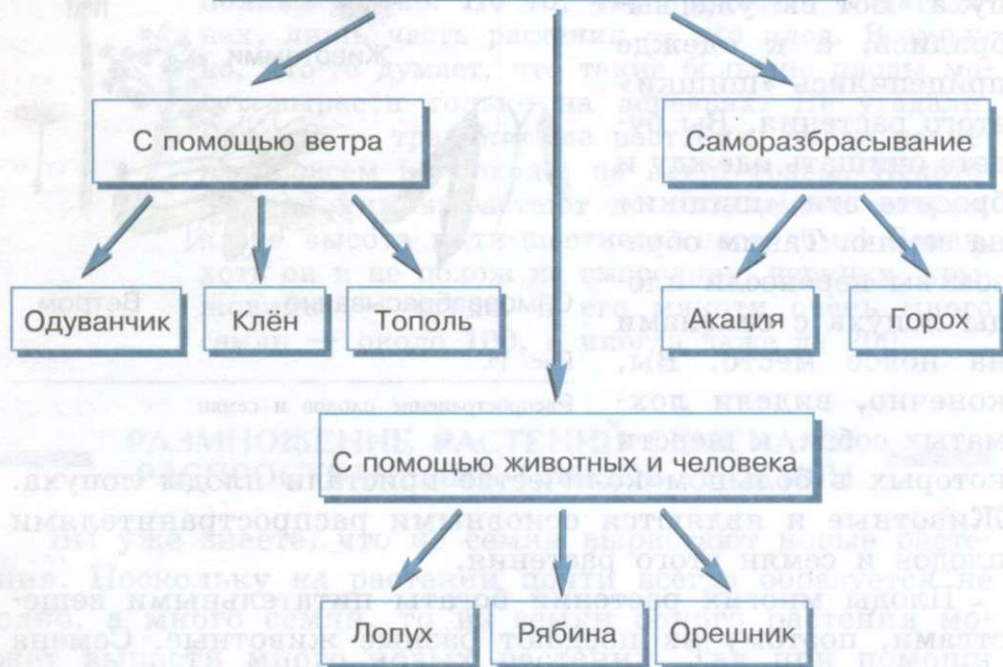 С помощью ветра
Саморазбрасывание
Одуванчик
Клён
Тополь
Акация
Горох
С помощью животных и человека
Лопух
Рябина
Орешник